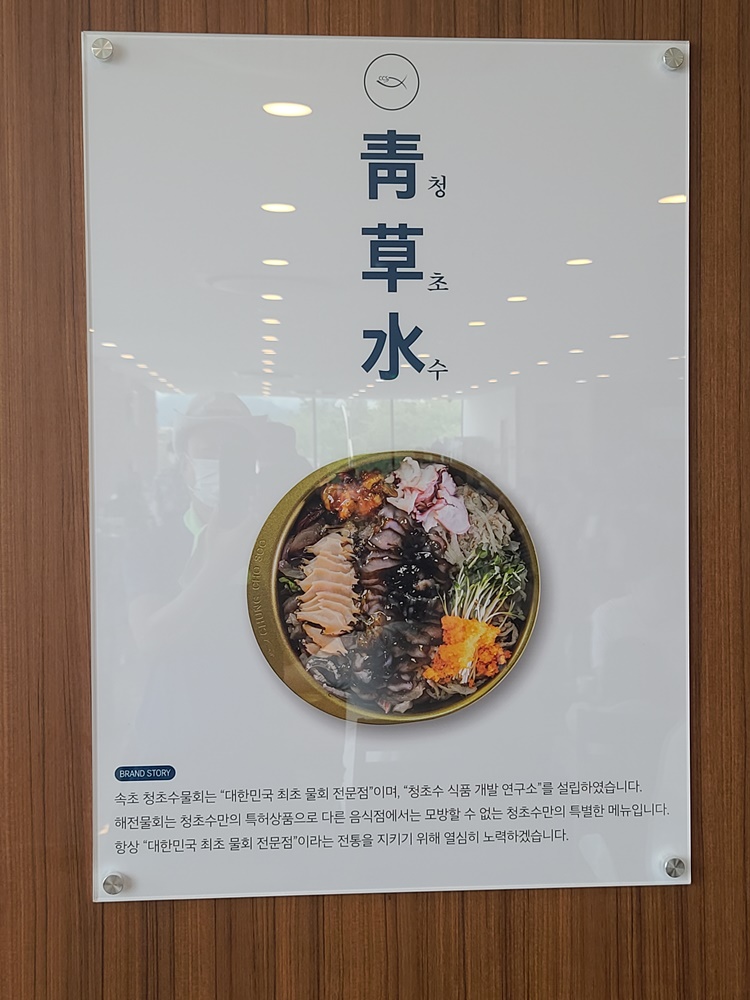 CCS
靑청
草초
水수
CHUNG CHO SOO
BRAND STORY
속초 청초수물회는 “대한민국 최초 물회 전문점”이며, “청초수 식품 개발 연구소”를 설립하였습니다.
해전물회는 청초수만의 특허상품으로 다른 음식점에서는 모방할 수 없는 청초수만의 특별한 메뉴입니다.
항상 “대한민국 최초 물회 전문점”이라는 전통을 지키기 위해 열심히 노력하겠습니다.